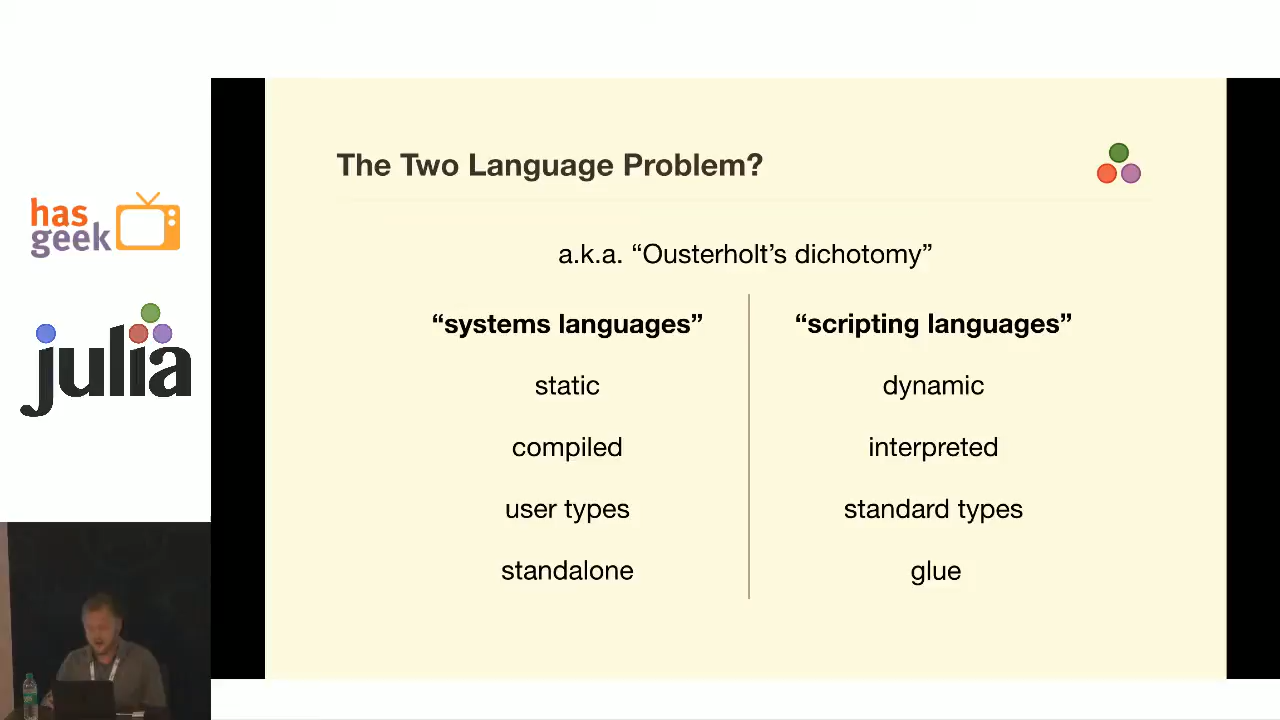 has
geek
julia
The Two Language Problem?
a.k.a. “Ousterholt’s dichotomy”
“systems languages”
“scripting languages”
static
dynamic
compiled
interpreted
user types
standard types
standalone
glue